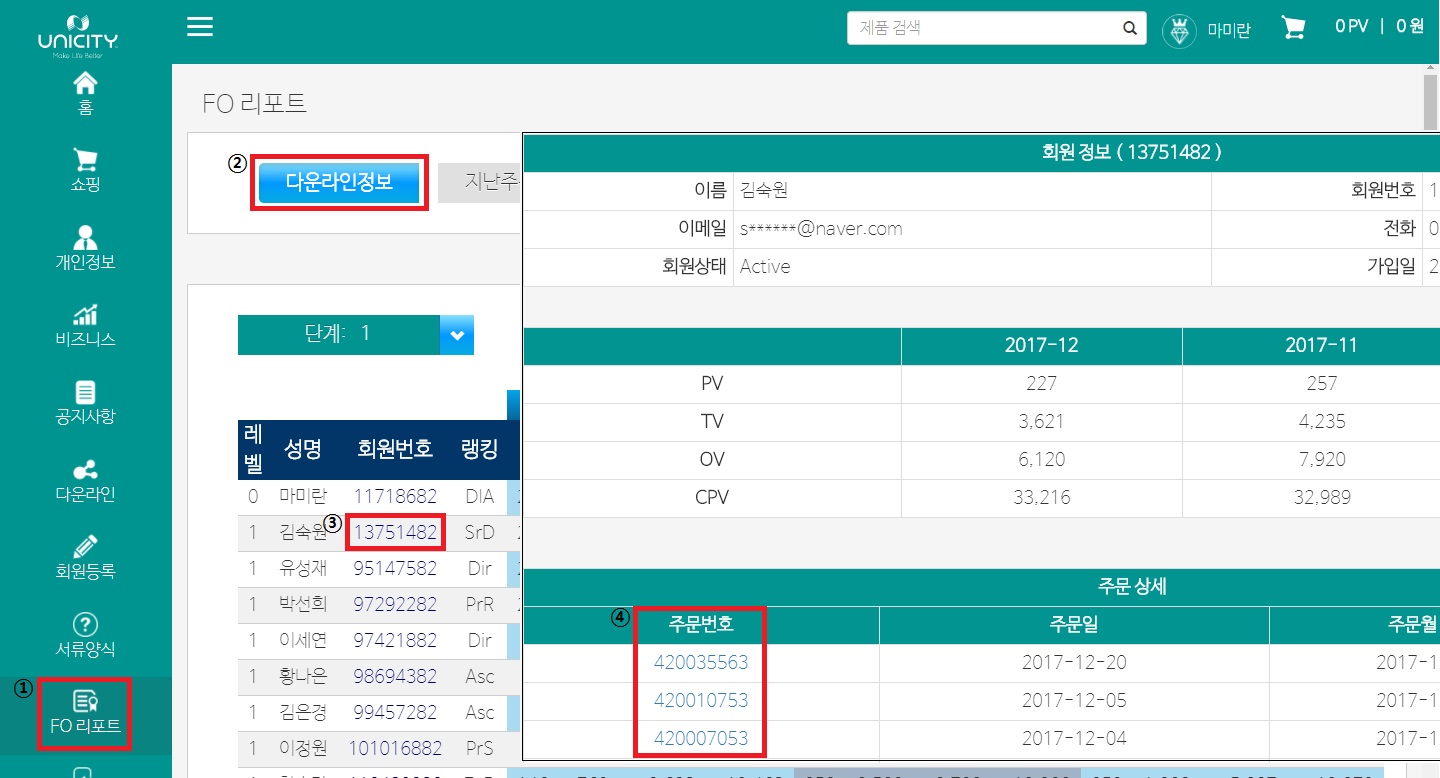 UNICITY
Make Life Better
제품 검색
마미란
0 PV | 0 원
홈
쇼핑
개인정보
비즈니스
공지사항
다운라인
회원등록
서류양식
①
FO 리포트
FO 리포트
②
다운라인정보
지난주
단계: 1
레벨 성명 회원번호 랭킹
0 마미란 11718682 DIA
1 김숙원 ③ 13751482 SrD
1 유성재 95147582 Dir
1 박선희 97292282 PrR
1 이세연 97421882 Dir
1 황나은 98694382 Asc
1 김은경 99457282 Asc
1 이정원 101016882 PrS
회원 정보 ( 13751482 )
이름 김숙원 회원번호 1
이메일 s******@naver.com 전화 0
회원상태 Active 가입일 2
2017-12 2017-11
PV 227 257
TV 3,621 4,235
OV 6,120 7,920
CPV 33,216 32,989
주문 상세
④ 주문번호 주문일 주문월
420035563 2017-12-20 2017-1
420010753 2017-12-05 2017-1
420007053 2017-12-04 2017-1